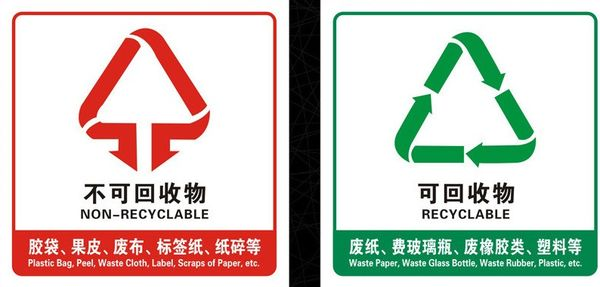 不可回收物
NON-RECYCLABLE
胶袋、果皮、废布、标签纸、纸碎等
Plastic Bag, Peel, Waste Cloth, Label, Scraps of Paper, etc.
可回收物
RECYCLABLE
废纸、费玻璃瓶、废橡胶类、塑料等
Waste Paper, Waste Glass Bottle, Waste Rubber, Plastic, etc.